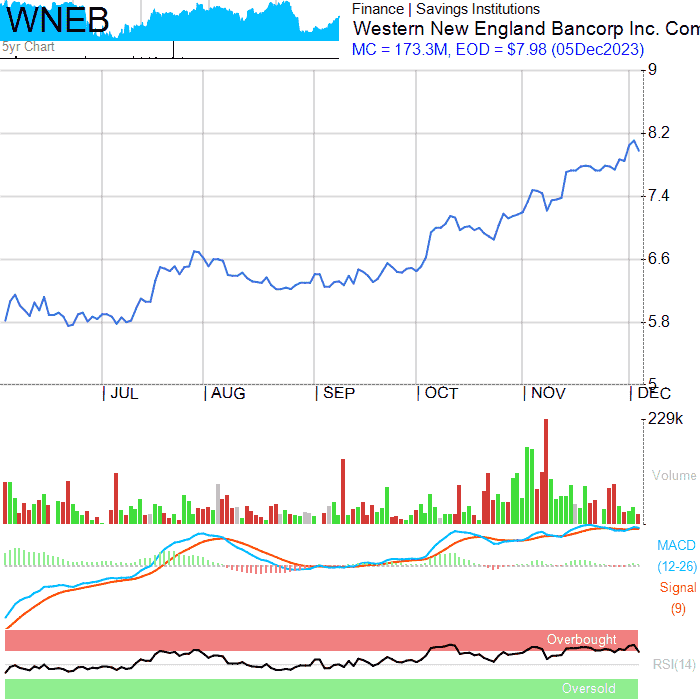 WNEB
5yr Chart
Finance | Savings Institutions
Western New England Bancorp Inc. Com
MC = 173.3M, EOD = $7.98 (05Dec2023)
9
8.2
7.4
6.6
5.8
5
| JUL | AUG | SEP | OCT | NOV | DEC
229k
Volume
MACD
(12-26)
Signal
(9)
Overbought
RSI(14)
Oversold